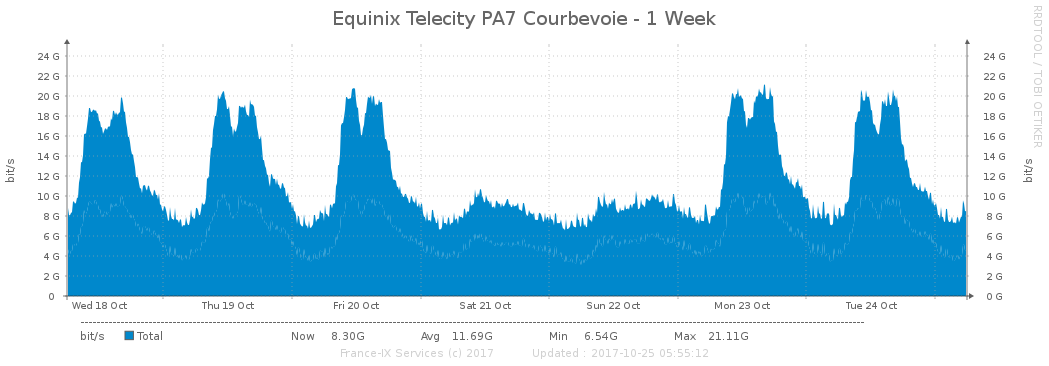 Equinix Telecity PA7 Courbevoie - 1 Week
RRDTOOL / TOBI OETIKER
bit/s
24 G 24 G
22 G 22 G
20 G 20 G
18 G 18 G
16 G 16 G
14 G 14 G
12 G 12 G
10 G 10 G
8 G 8 G
6 G 6 G
4 G 4 G
2 G 2 G
0 0 G
bit/s
Wed 18 Oct Thu 19 Oct Fri 20 Oct Sat 21 Oct Sun 22 Oct Mon 23 Oct Tue 24 Oct
bit/s Total Now 8.30G Avg 11.69G Min 6.54G Max 21.11G
France-IX Services (c) 2017 Updated : 2017-10-25 05:55:12